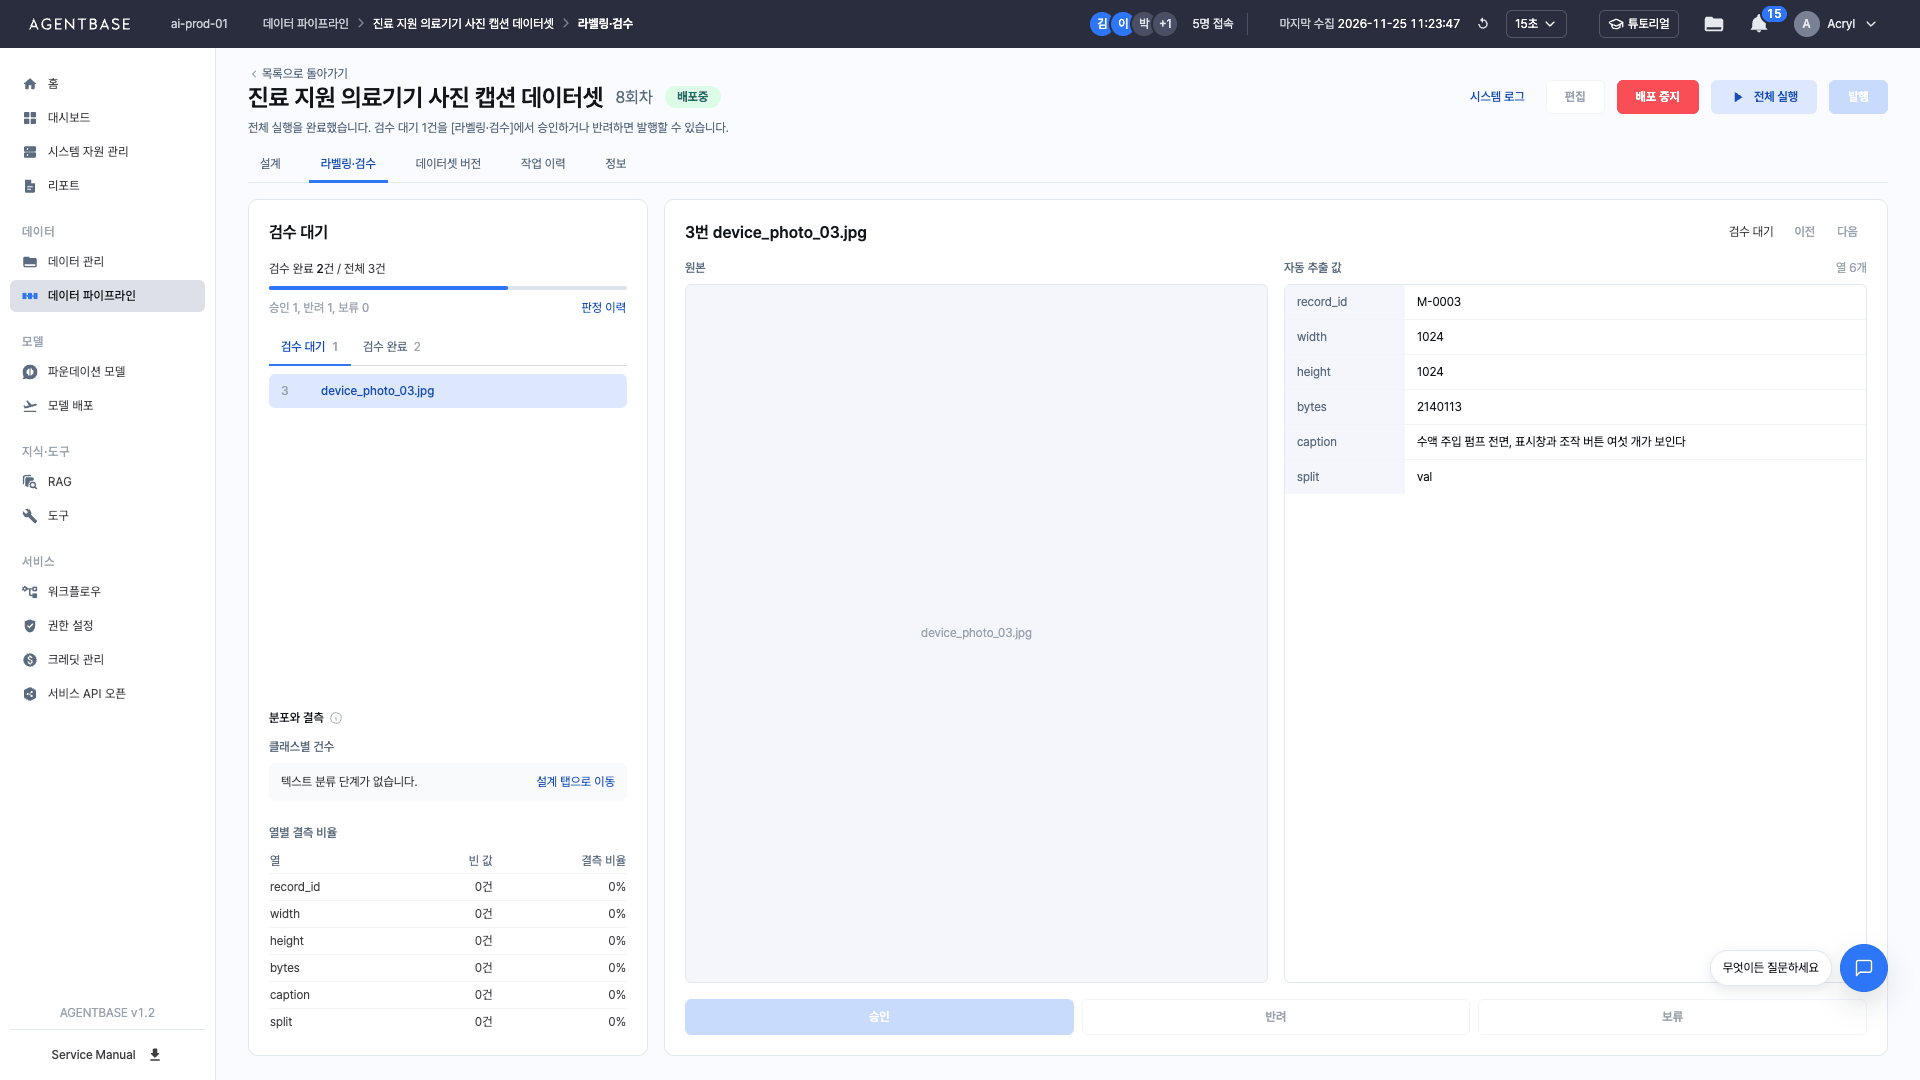 AGENTBASE
ai-prod-01
데이터 파이프라인 > 진료 지원 의료기기 사진 캡션 데이터셋 > 라벨링·검수
김 이 박 +1 5명 접속
마지막 수집 2026-11-25 11:23:47
15초
튜토리얼
15
A Acryl
홈
대시보드
시스템 자원 관리
리포트
데이터
데이터 관리
데이터 파이프라인
모델
파운데이션 모델
모델 배포
지식·도구
RAG
도구
서비스
워크플로우
권한 설정
크레딧 관리
서비스 API 오픈
AGENTBASE v1.2
Service Manual
목록으로 돌아가기
진료 지원 의료기기 사진 캡션 데이터셋 8회차 배포중
전체 실행을 완료했습니다. 검수 대기 1건을 [라벨링·검수]에서 승인하거나 반려하면 발행할 수 있습니다.
시스템 로그 편집 배포 중지 전체 실행 발행
설계 라벨링·검수 데이터셋 버전 작업 이력 정보
검수 대기
검수 완료 2건 / 전체 3건
승인 1, 반려 1, 보류 0 판정 이력
검수 대기 1 검수 완료 2
3 device_photo_03.jpg
분포와 결측
클래스별 건수
텍스트 분류 단계가 없습니다. 설계 탭으로 이동
열별 결측 비율
열 빈 값 결측 비율
record_id 0건 0%
width 0건 0%
height 0건 0%
bytes 0건 0%
caption 0건 0%
split 0건 0%
3번 device_photo_03.jpg
검수 대기 이전 다음
원본
device_photo_03.jpg
자동 추출 값 열 6개
record_id M-0003
width 1024
height 1024
bytes 2140113
caption 수액 주입 펌프 전면, 표시창과 조작 버튼 여섯 개가 보인다
split val
승인 반려 보류
무엇이든 질문하세요